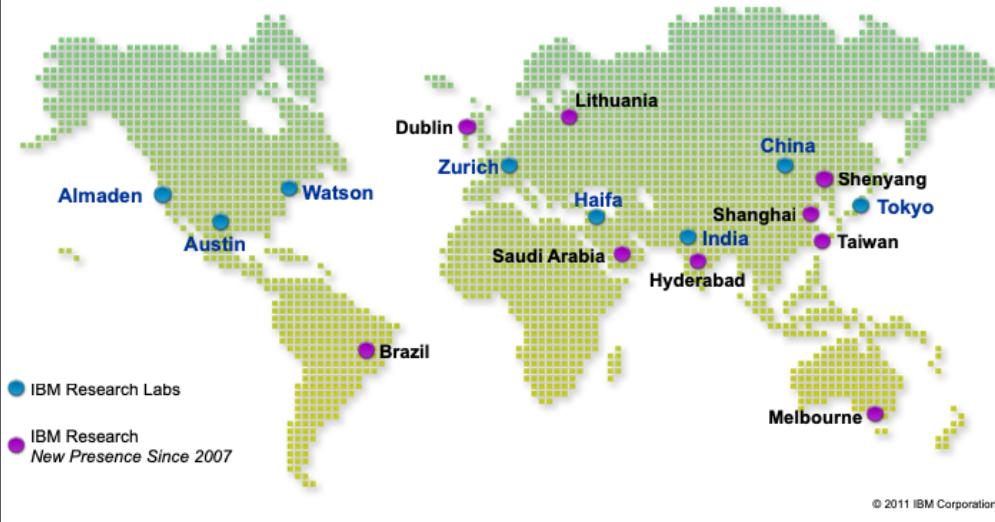 Lithuania
Dublin
China
Zurich
Shenyang
Almaden
Watson
Haifa
Tokyo
Shanghai
Austin
India
Taiwan
Saudi Arabia
Hyderabad
Brazil
IBM Research Labs
Melbourne
IBM Research
New Presence Since 2007
© 2011 IBM Corporation